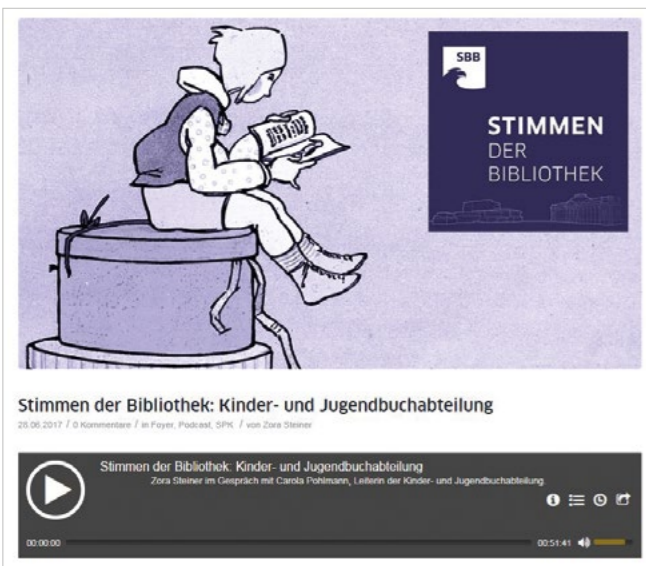 SBB
STIMMEN
DER
BIBLIOTHEK
Stimmen der Bibliothek: Kinder- und Jugendbuchabteilung
28.06.2017 / 0 Kommentare / in Foyer, Podcast, SPK / von Zora Steiner
Stimmen der Bibliothek: Kinder- und Jugendbuchabteilung
Zora Steiner im Gespräch mit Carola Pohlmann, Leiterin der Kinder- und Jugendbuchabteilung.
00:00:00 00:51:41